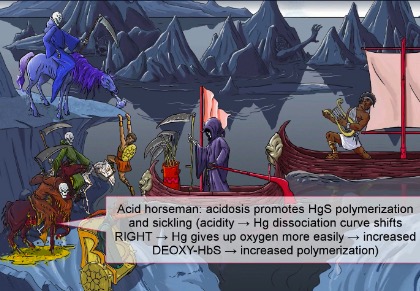 Acid horseman: acidosis promotes HgS polymerization
and sickling (acidity → Hg dissociation curve shifts
RIGHT → Hg gives up oxygen more easily → increased
DEOXY-HbS → increased polymerization)